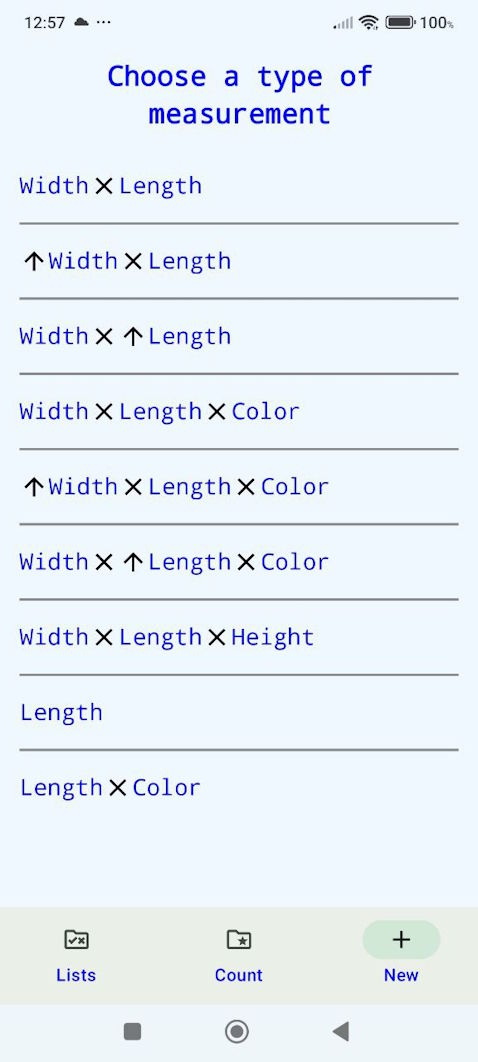 12:57 ... 100%
Choose a type of
measurement
Width × Length
↑ Width × Length
Width × ↑ Length
Width × Length × Color
↑ Width × Length × Color
Width × ↑ Length × Color
Width × Length × Height
Length
Length × Color
Lists Count New